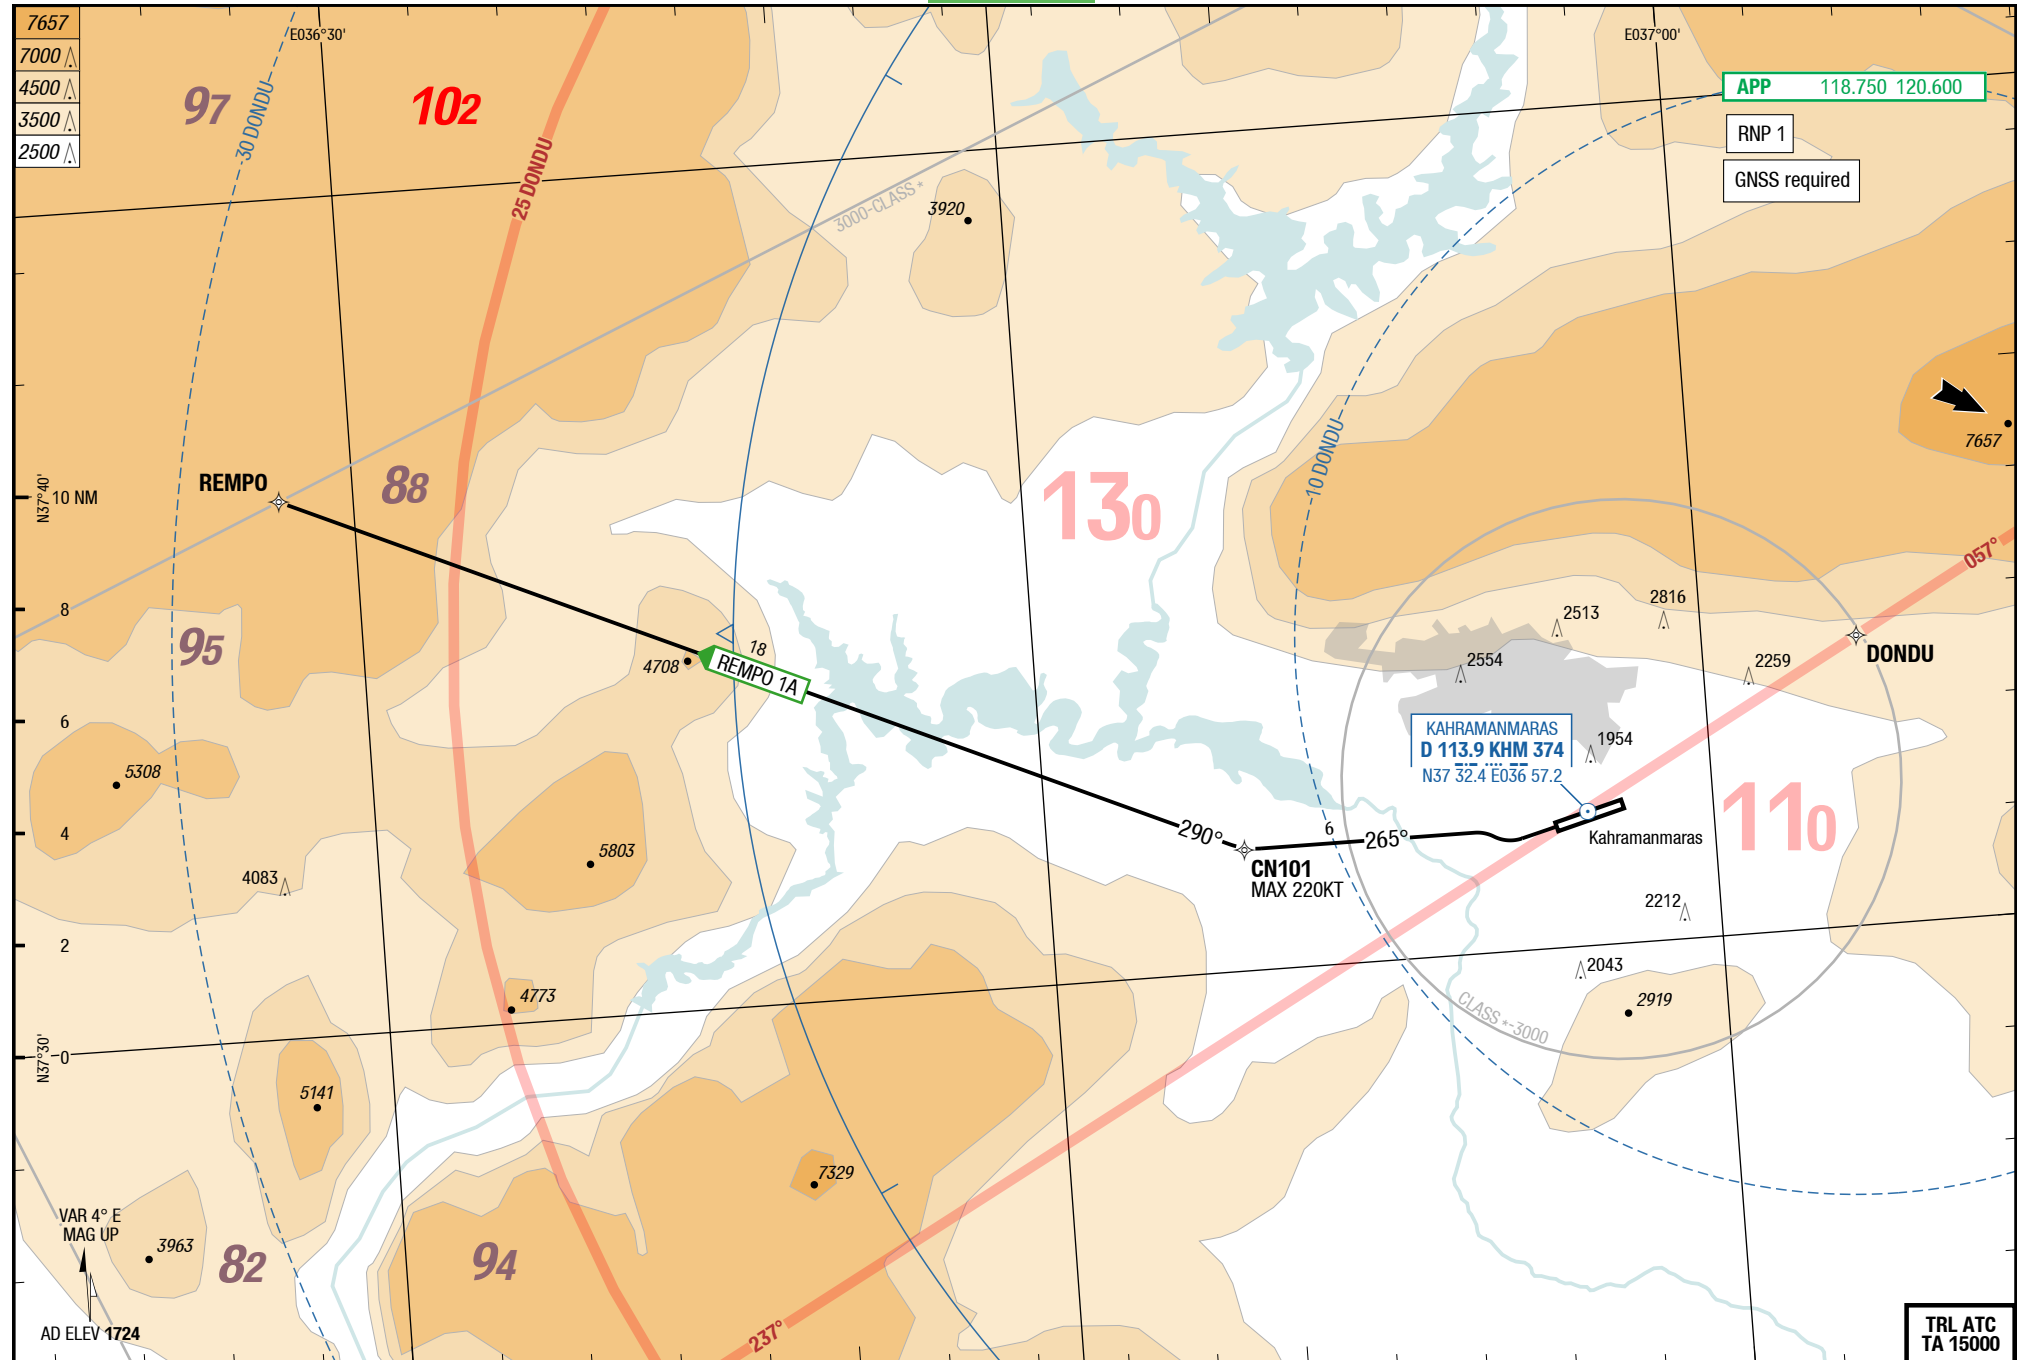 7657
7000
4500
3500
2500
E036°30'
E037°00'
97
102
30 DONDU
25 DONDU
3000-CLASS *
3920
APP 118.750 120.600
RNP 1
GNSS required
7657
10 DONDU
N37°40'
10 NM
REMPO
88
130
057°
8
95
2513
2816
2554
2259
DONDU
18
4708
REMPO 1A
6
KAHRAMANMARAS
D 113.9 KHM 374
N37 32.4 E036 57.2
1954
5308
110
4
290°
6
265°
Kahramanmaras
5803
CN101
MAX 220KT
4083
2212
2
2043
4773
2919
CLASS *-3000
N37°30'
0
5141
7329
VAR 4° E
MAG UP
3963
82
94
AD ELEV 1724
237°
TRL ATC
TA 15000